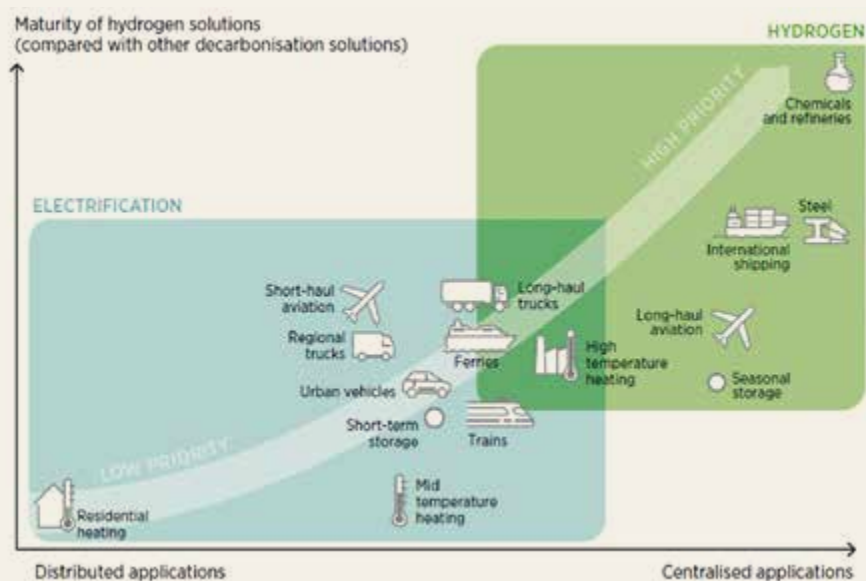 Maturity of hydrogen solutions
(compared with other decarbonisation solutions)
HYDROGEN
HIGH PRIORITY
Chemicals
and refineries
ELECTRIFICATION
Steel
International
shipping
Short-haul
aviation
Long-haul
trucks
Long-haul
aviation
Regional
trucks
Ferries
High
temperature
heating
Urban vehicles
Seasonal
storage
Short-term
storage
Trains
LOW PRIORITY
Mid
temperature
heating
Residential
heating
Distributed applications
Centralised applications